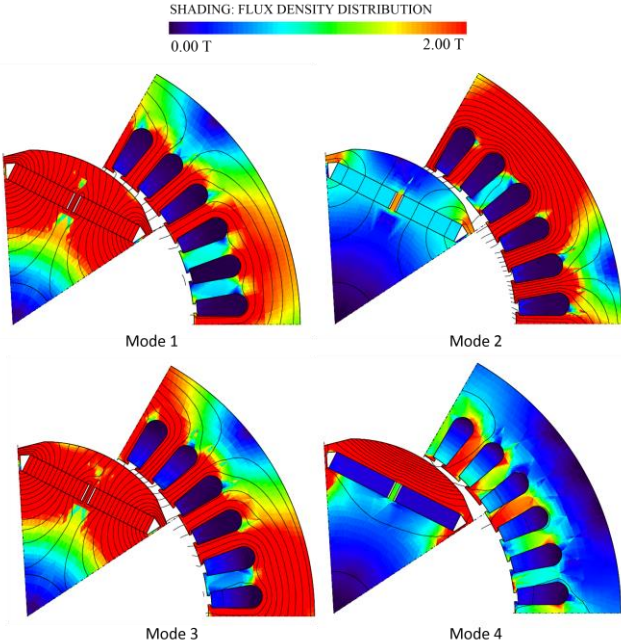 SHADING: FLUX DENSITY DISTRIBUTION
0.00 T 2.00 T
Mode 1 Mode 2
Mode 3 Mode 4